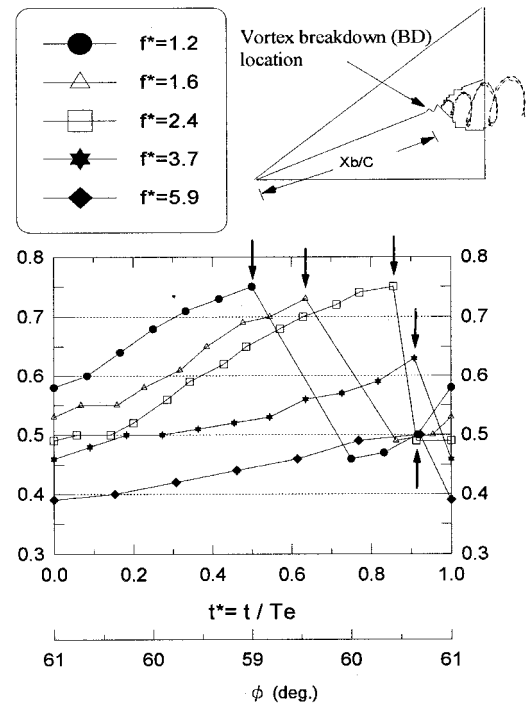 f*=1.2
f*=1.6
f*=2.4
f*=3.7
f*=5.9
Vortex breakdown (BD)
location
Xb/C
0.8 0.8
0.7 0.7
0.6 0.6
0.5 0.5
0.4 0.4
0.3 0.3
0.0 0.2 0.4 0.6 0.8 1.0
t*= t / Te
61 60 59 60 61
ϕ (deg.)